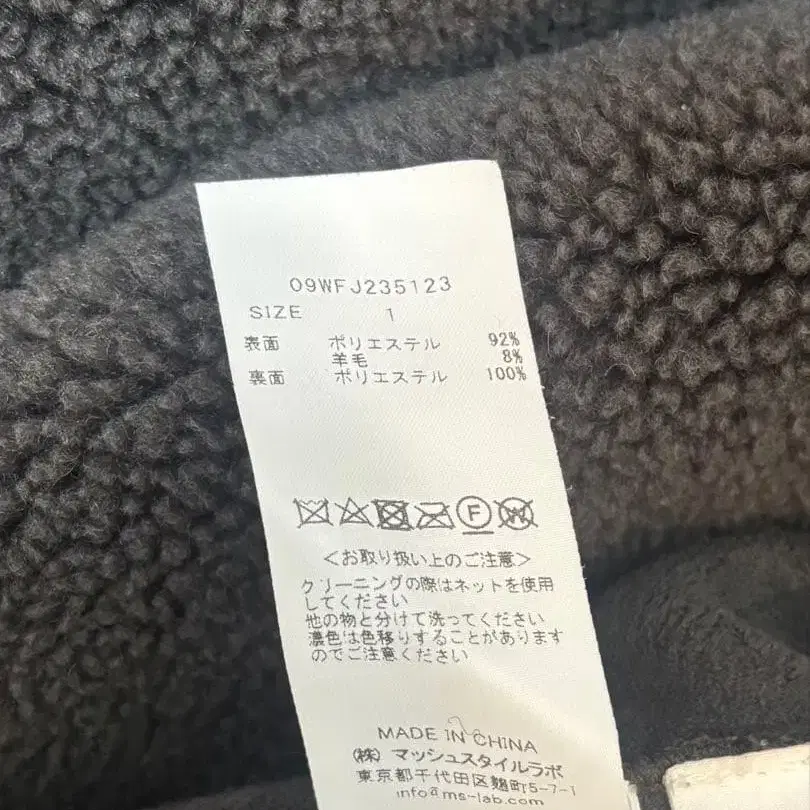 09WFJ235123
SIZE 1
表面 ポリエステル 92%
羊毛 8%
裏面 ポリエステル 100%
F W
<お取り扱い上のご注意>
クリーニングの際はネットを使用
してください
他の物と分けて洗ってください
濃色は色移りすることがあります
のでご注意ください
MADE IN CHINA
(株) マッシュスタイルラボ
東京都千代田区麹町5-7-1
info@ms-lab.com